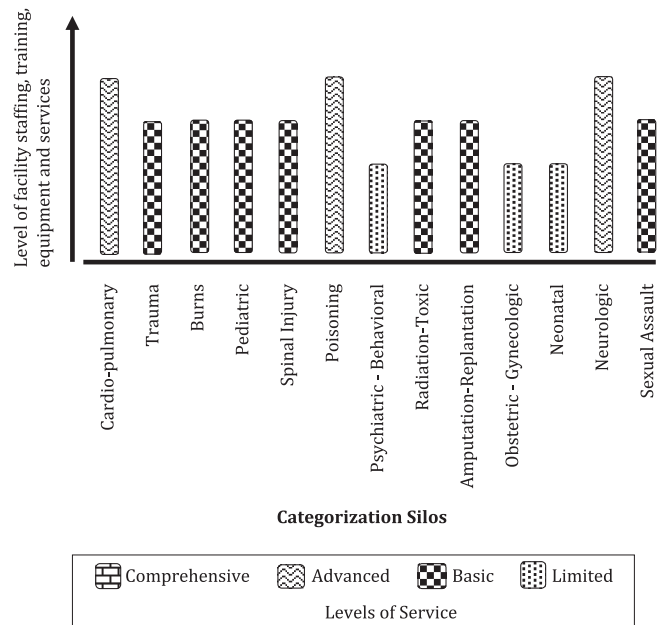 Level of facility staffing, training,
equipment and services
Cardio-pulmonary
Trauma
Burns
Pediatric
Spinal Injury
Poisoning
Psychiatric - Behavioral
Radiation-Toxic
Amputation-Replantation
Obstetric - Gynecologic
Neonatal
Neurologic
Sexual Assault
Categorization Silos
Comprehensive Advanced Basic Limited
Levels of Service